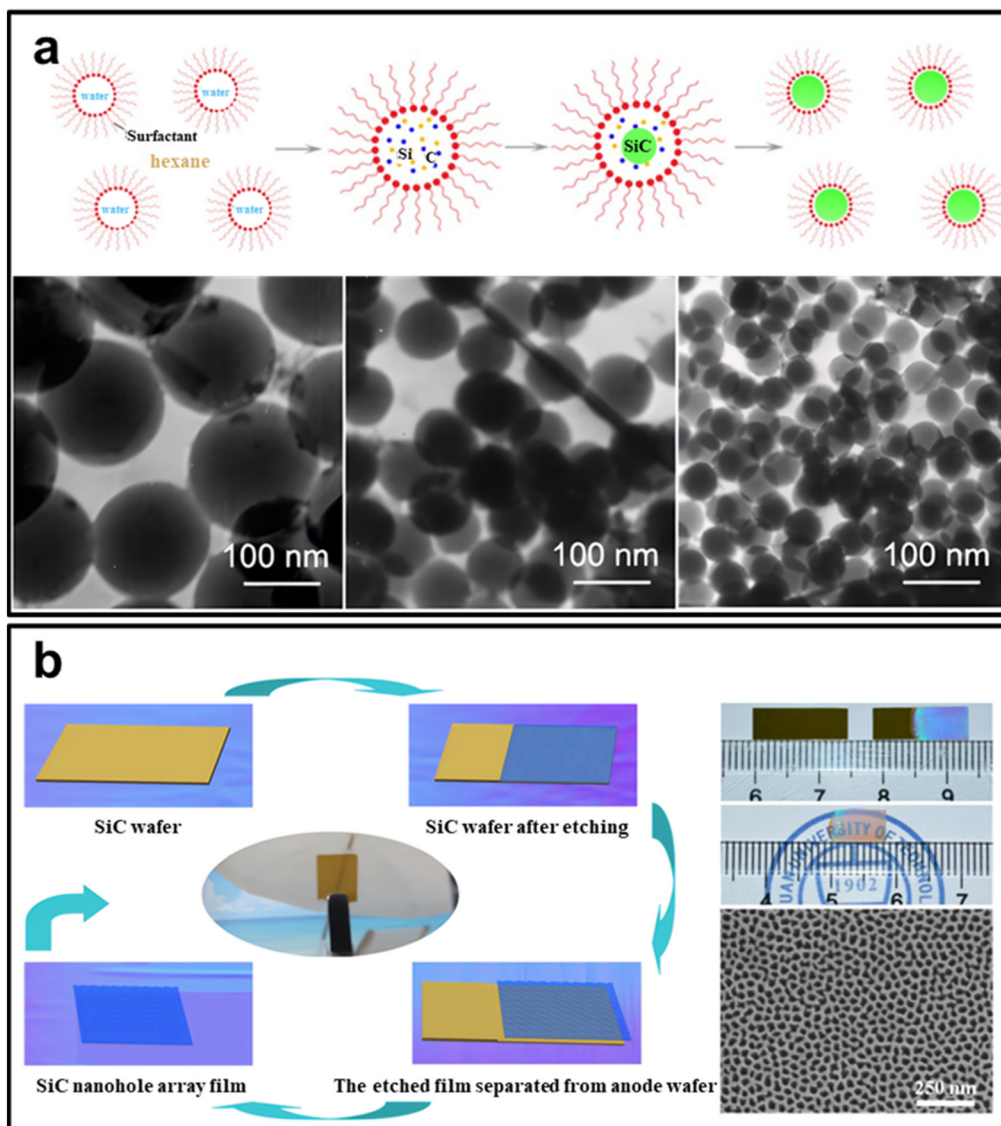 a
water
water
Surfactant
hexane
water
water
Si C
SiC
100 nm
100 nm
100 nm
b
SiC wafer
SiC wafer after etching
SiC nanohole array film
The etched film separated from anode wafer
6 7 8 9
UNIVERSITY OF
1902
4 5 6 7
250 nm